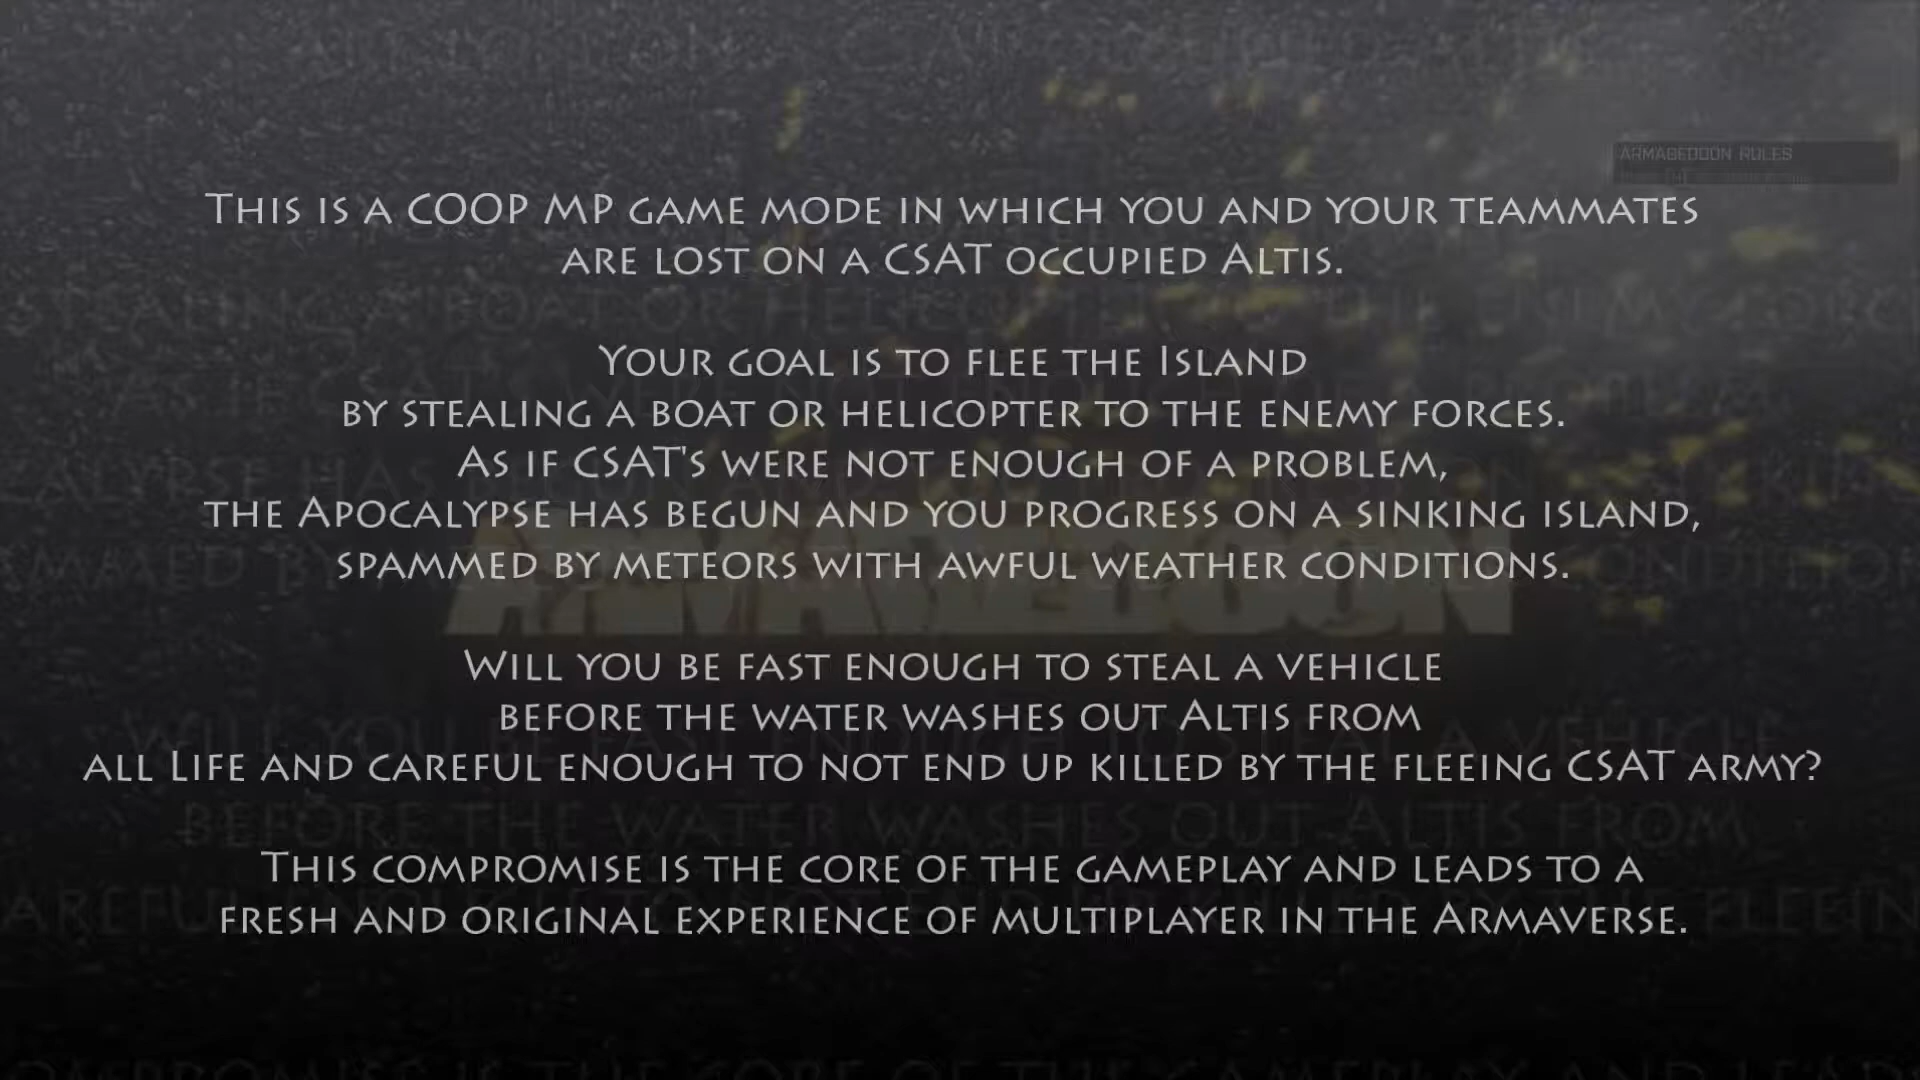 ARMAGEDDON RULES
This is a COOP MP game mode in which you and your teammates
are lost on a CSAT occupied Altis.
Your goal is to flee the Island
by stealing a boat or helicopter to the enemy forces.
As if CSAT's were not enough of a problem,
the Apocalypse has begun and you progress on a sinking island,
spammed by meteors with awful weather conditions.
ARMAGEDDON
Will you be fast enough to steal a vehicle
before the water washes out Altis from
all Life and careful enough to not end up killed by the fleeing CSAT army?
This compromise is the core of the gameplay and leads to a
fresh and original experience of multiplayer in the Armaverse.